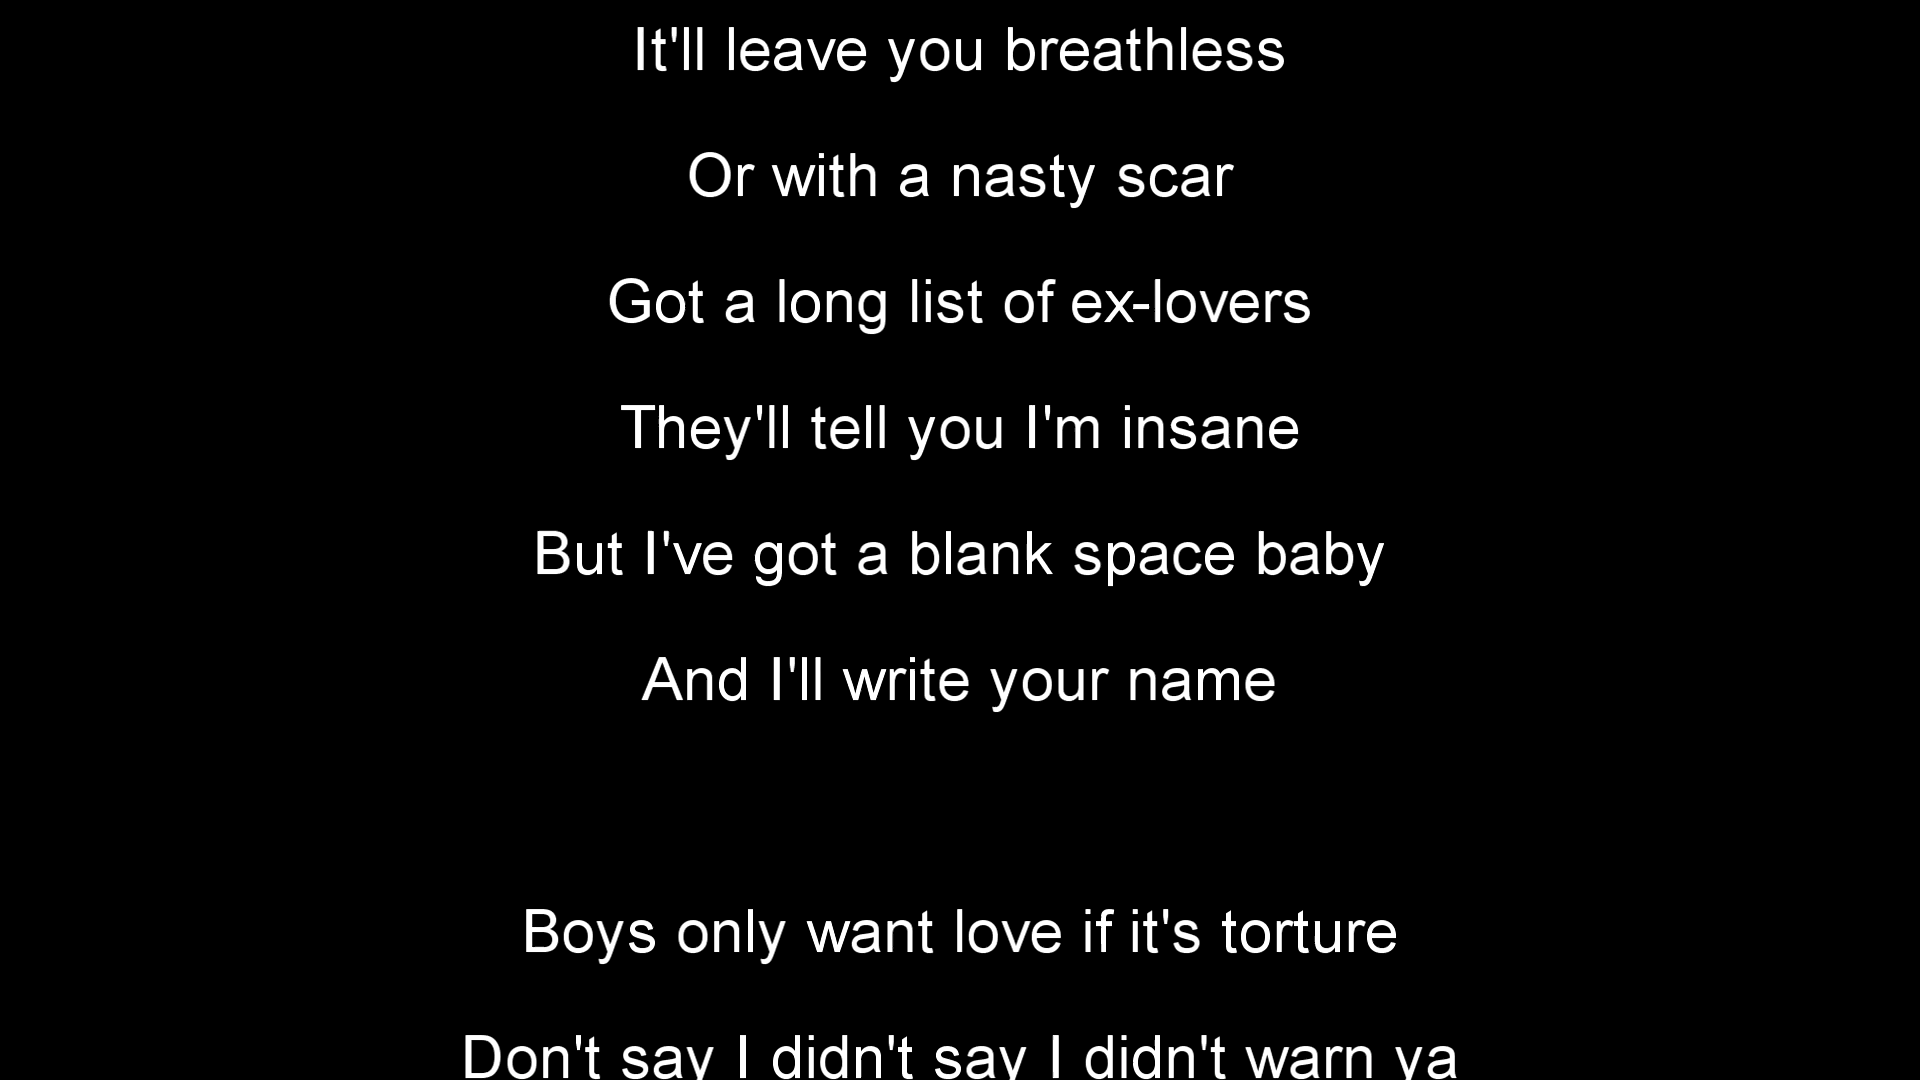 It'll leave you breathless
Or with a nasty scar
Got a long list of ex-lovers
They'll tell you I'm insane
But I've got a blank space baby
And I'll write your name
Boys only want love if it's torture
Don't say I didn't say I didn't warn ya